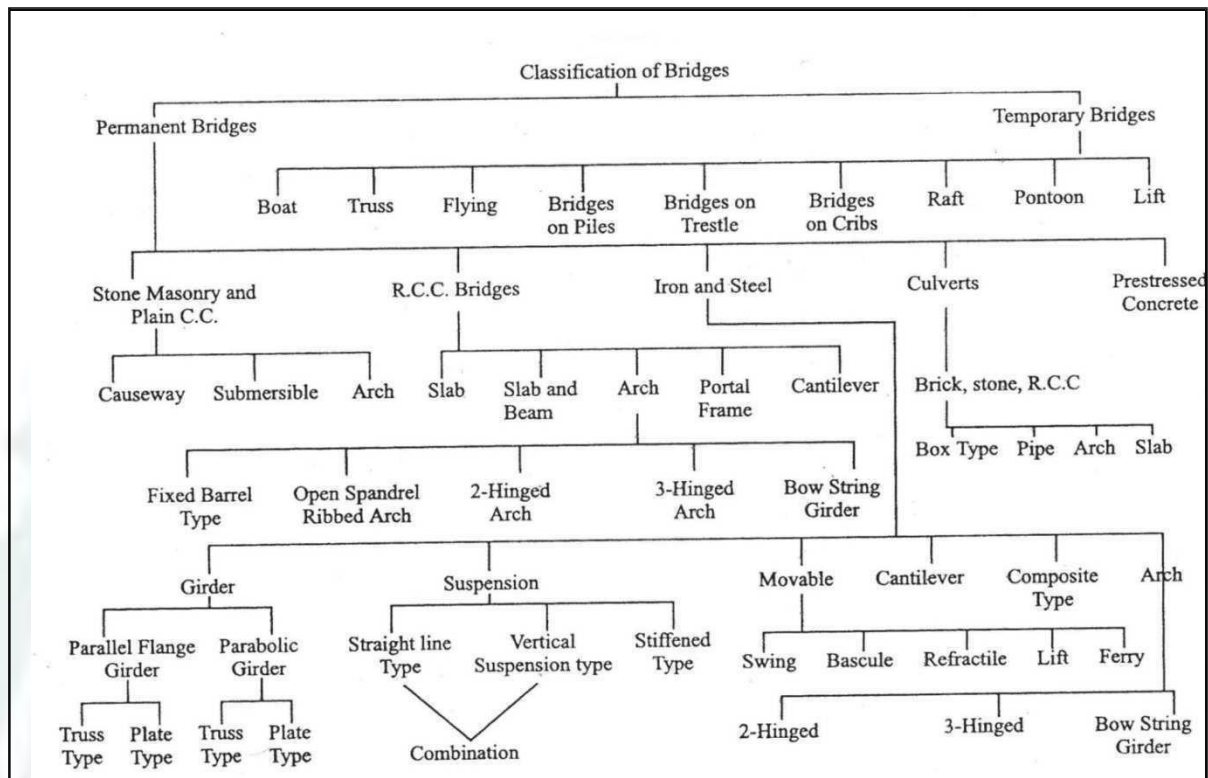 Classification of Bridges
Permanent Bridges
Temporary Bridges
Boat
Truss
Flying
Bridges
on Piles
Bridges on
Trestle
Bridges
on Cribs
Raft
Pontoon
Lift
Stone Masonry and
Plain C.C.
R.C.C. Bridges
Iron and Steel
Culverts
Prestressed
Concrete
Causeway
Submersible
Arch
Slab
Slab and
Beam
Arch
Portal
Frame
Cantilever
Brick, stone, R.C.C
Box Type
Pipe
Arch
Slab
Fixed Barrel
Type
Open Spandrel
Ribbed Arch
2-Hinged
Arch
3-Hinged
Arch
Bow String
Girder
Girder
Suspension
Movable
Cantilever
Composite
Type
Arch
Parallel Flange
Girder
Parabolic
Girder
Straight line
Type
Vertical
Suspension type
Stiffened
Type
Swing
Bascule
Refractile
Lift
Ferry
Truss
Type
Plate
Type
Truss
Type
Plate
Type
Combination
2-Hinged
3-Hinged
Bow String
Girder